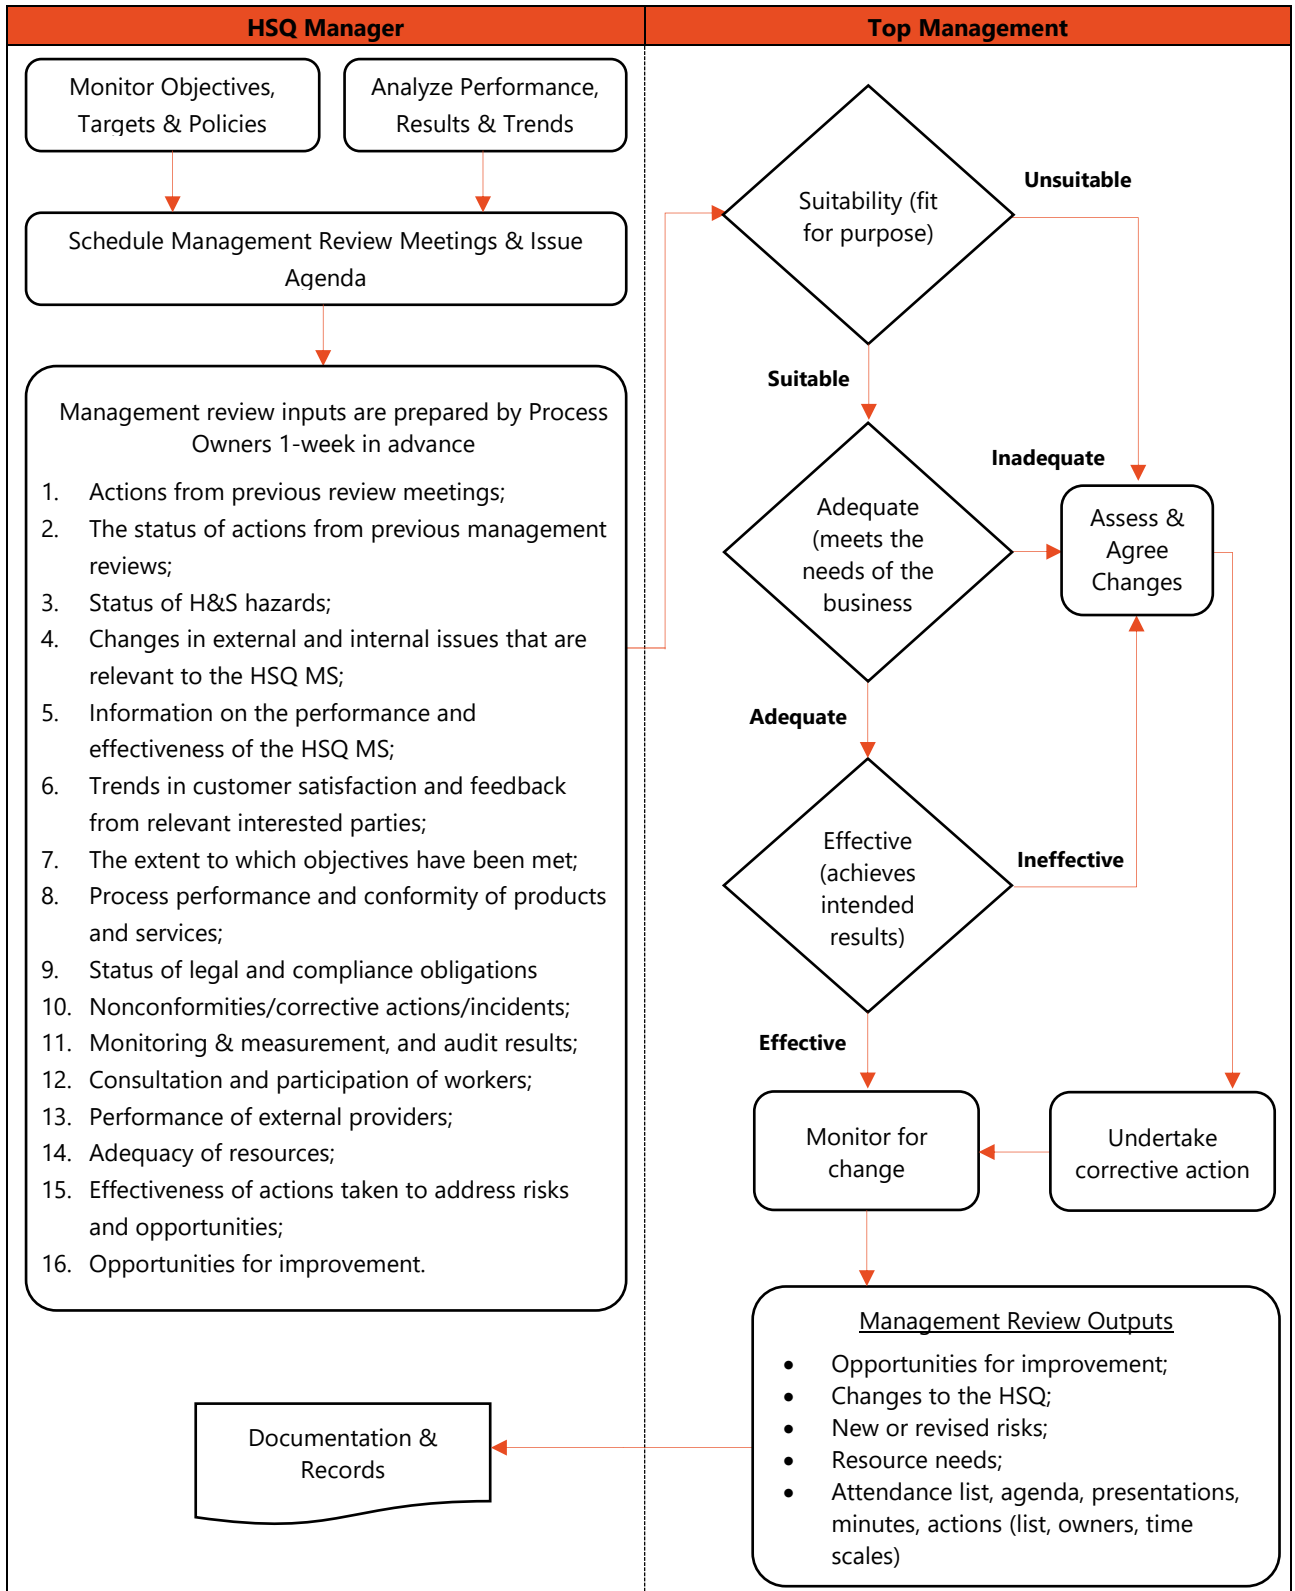 HSQ Manager
Top Management
Monitor Objectives,
Targets & Policies
Analyze Performance,
Results & Trends
Schedule Management Review Meetings & Issue
Agenda
Management review inputs are prepared by Process
Owners 1-week in advance
1. Actions from previous review meetings;
2. The status of actions from previous management
reviews;
3. Status of H&S hazards;
4. Changes in external and internal issues that are
relevant to the HSQ MS;
5. Information on the performance and
effectiveness of the HSQ MS;
6. Trends in customer satisfaction and feedback
from relevant interested parties;
7. The extent to which objectives have been met;
8. Process performance and conformity of products
and services;
9. Status of legal and compliance obligations
10. Nonconformities/corrective actions/incidents;
11. Monitoring & measurement, and audit results;
12. Consultation and participation of workers;
13. Performance of external providers;
14. Adequacy of resources;
15. Effectiveness of actions taken to address risks
and opportunities;
16. Opportunities for improvement.
Documentation &
Records
Suitability (fit
for purpose)
Unsuitable
Suitable
Adequate
(meets the
needs of the
business
Inadequate
Assess &
Agree
Changes
Adequate
Effective
(achieves
intended
results)
Ineffective
Effective
Monitor for
change
Undertake
corrective action
Management Review Outputs
• Opportunities for improvement;
• Changes to the HSQ;
• New or revised risks;
• Resource needs;
• Attendance list, agenda, presentations,
minutes, actions (list, owners, time
scales)